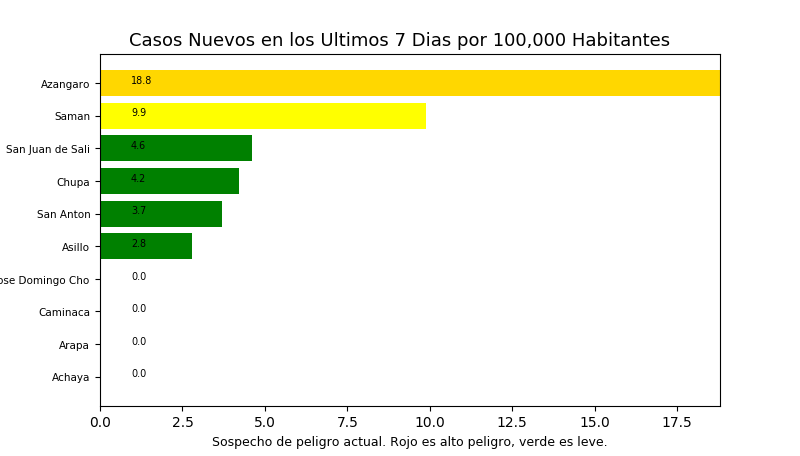 Casos Nuevos en los Ultimos 7 Dias por 100,000 Habitantes
Azangaro 18.8
Saman 9.9
San Juan de Sali 4.6
Chupa 4.2
San Anton 3.7
Asillo 2.8
ose Domingo Cho 0.0
Caminaca 0.0
Arapa 0.0
Achaya 0.0
0.0 2.5 5.0 7.5 10.0 12.5 15.0 17.5
Sospecho de peligro actual. Rojo es alto peligro, verde es leve.